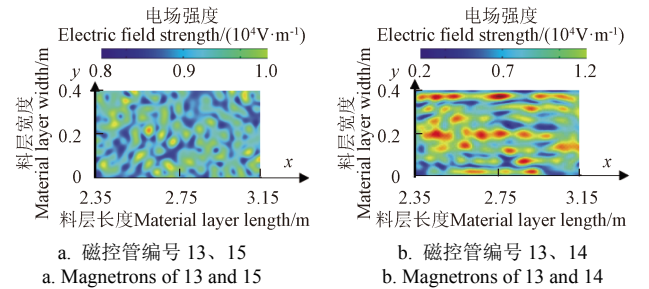 电场强度
Electric field strength/(10⁴V·m⁻¹)
0.8 0.9 1.0
y
0.4
0.2
0
料层宽度
Material layer width/m
x
2.35 2.75 3.15
料层长度Material layer length/m
a. 磁控管编号 13、15
a. Magnetrons of 13 and 15
电场强度
Electric field strength/(10⁴V·m⁻¹)
0.2 0.7 1.2
y
0.4
0.2
0
料层宽度
Material layer width/m
x
2.35 2.75 3.15
料层长度Material layer length/m
b. 磁控管编号 13、14
b. Magnetrons of 13 and 14